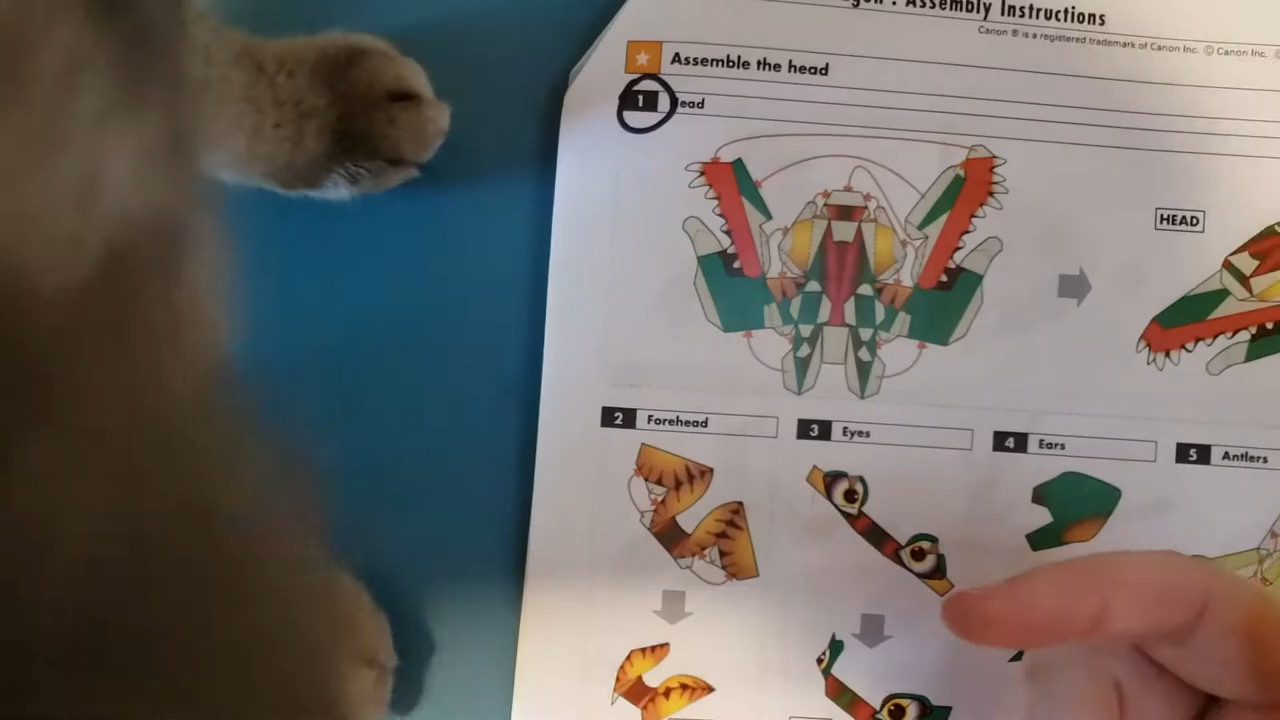 Assembly Instructions
Canon ® is a registered trademark of Canon Inc. © Canon Inc.
Assemble the head
1 ead
HEAD
2 Forehead
3 Eyes
4 Ears
5 Antlers